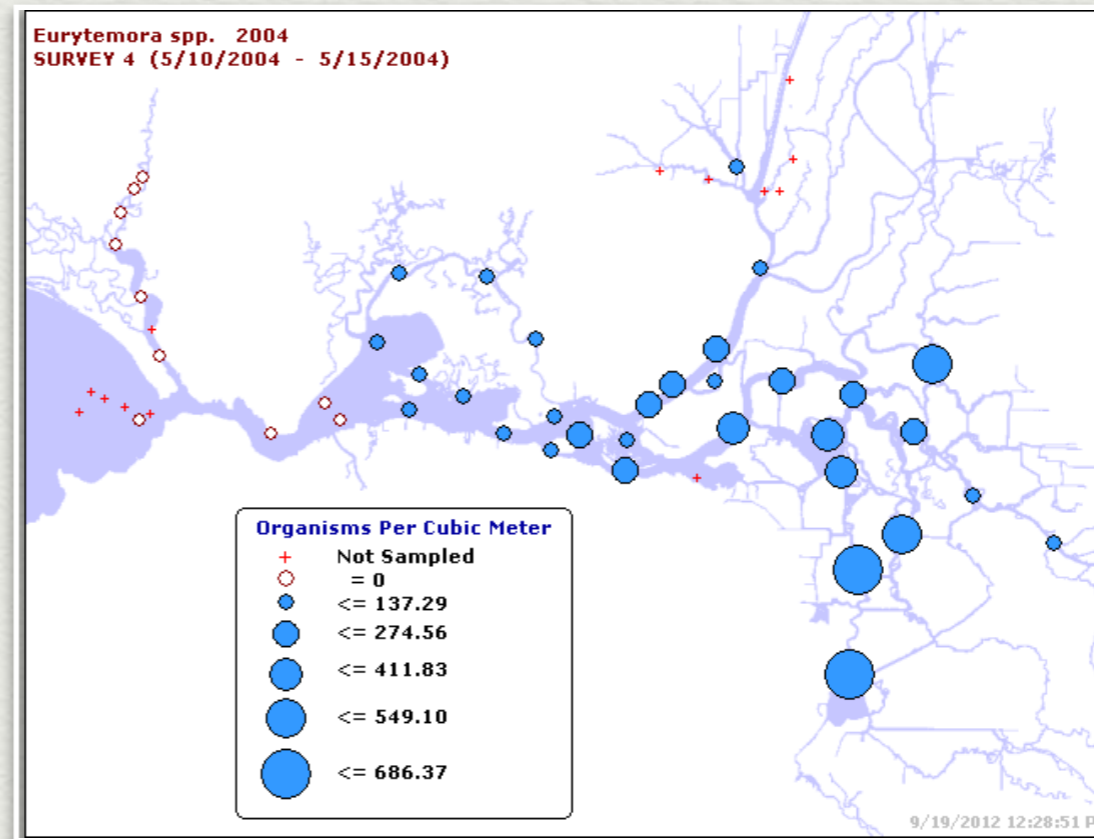 Eurytemora spp. 2004
SURVEY 4 (5/10/2004 - 5/15/2004)
Organisms Per Cubic Meter
Not Sampled
= 0
<= 137.29
<= 274.56
<= 411.83
<= 549.10
<= 686.37
9/19/2012 12:28:51 P